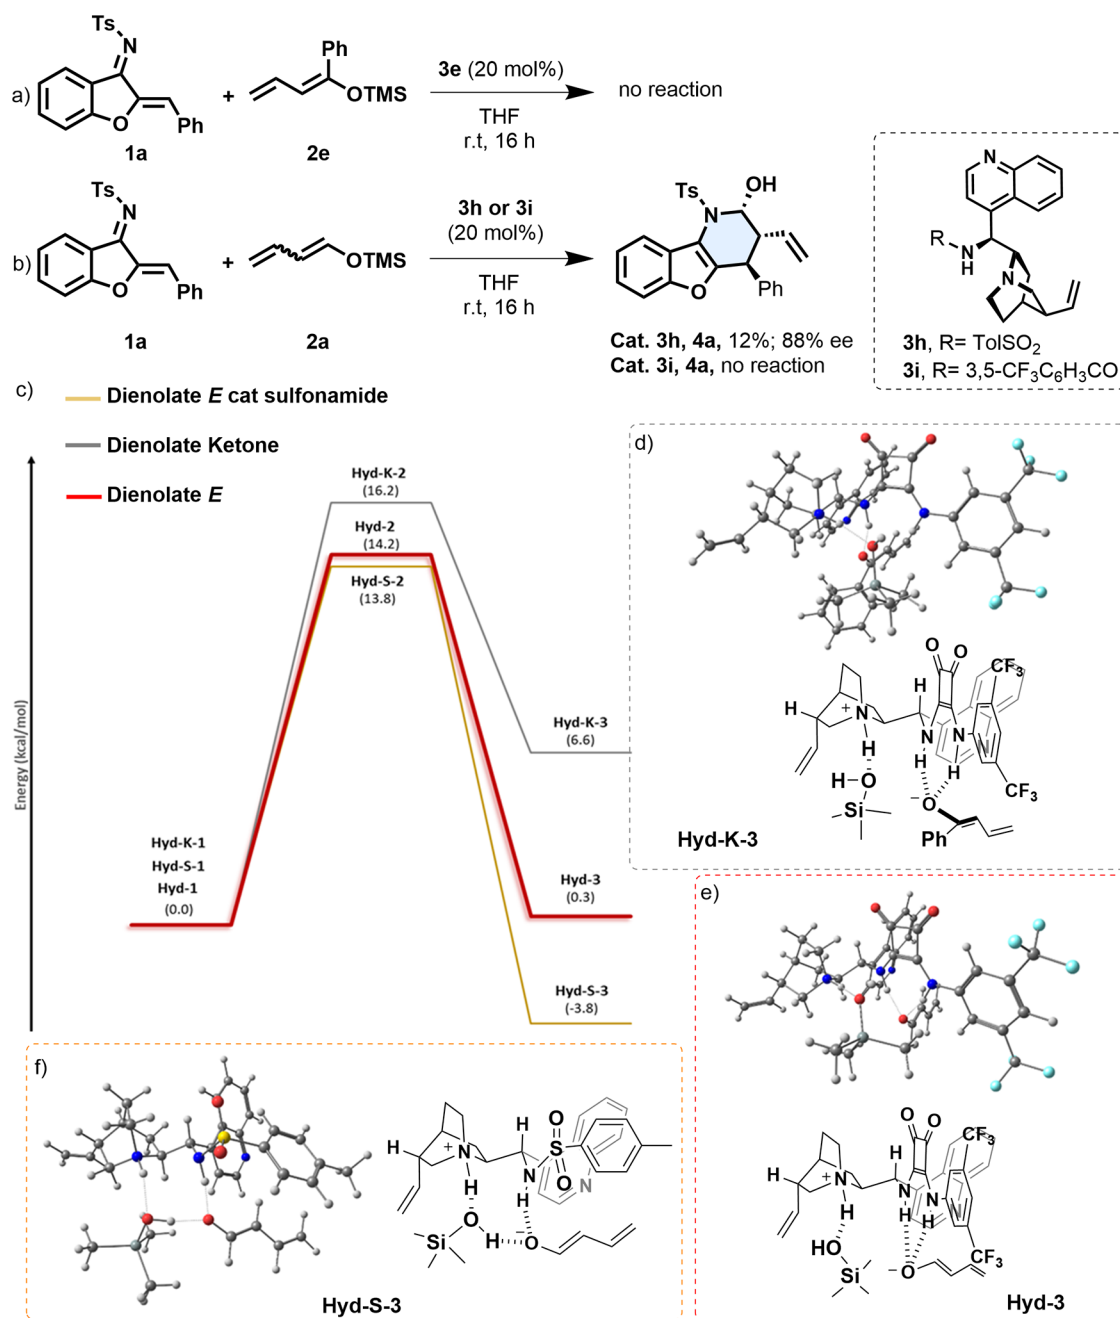 a)
Ts
N
O
Ph
1a
+
Ph
OTMS
2e
3e (20 mol%)
THF
r.t, 16 h
no reaction
b)
Ts
N
O
Ph
1a
+
OTMS
2a
3h or 3i
(20 mol%)
THF
r.t, 16 h
Ts
N
OH
O
Ph
Cat. 3h, 4a, 12%; 88% ee
Cat. 3i, 4a, no reaction
N
R
N
H
N
3h, R= TolSO2
3i, R= 3,5-CF3C6H3CO
c)
Dienolate E cat sulfonamide
Dienolate Ketone
Dienolate E
Energy (kcal/mol)
Hyd-K-2
(16.2)
Hyd-2
(14.2)
Hyd-S-2
(13.8)
Hyd-K-3
(6.6)
Hyd-K-1
Hyd-S-1
Hyd-1
(0.0)
Hyd-3
(0.3)
Hyd-S-3
(-3.8)
d)
O O
CF3
H
H
N
+
H
N
N
N
H
H
H-O
Si
−O
CF3
Ph
Hyd-K-3
e)
O O
CF3
H
H
N
+
H
N
N
N
H
H
HO
Si
−O
CF3
Hyd-3
f)
H
H
N
+
H
O
S
O
N
N
H
O
Si
H
−O
Hyd-S-3